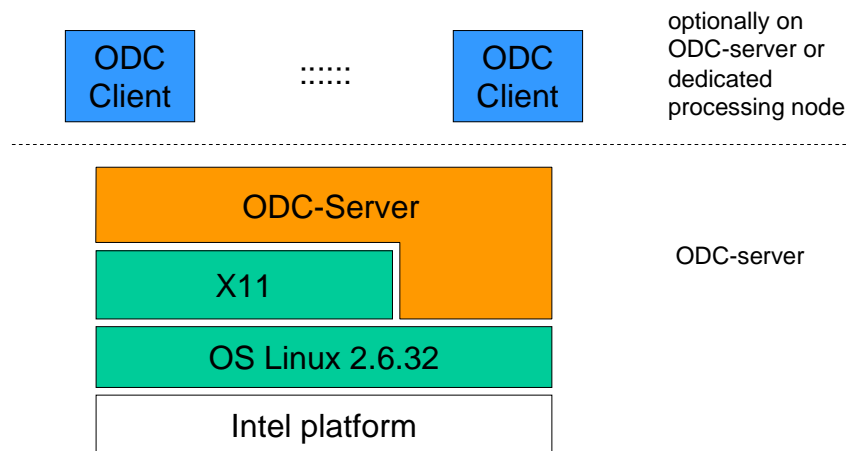 ODC
Client
::::::
ODC
Client
optionally on
ODC-server or
dedicated
processing node
ODC-Server
ODC-server
X11
OS Linux 2.6.32
Intel platform